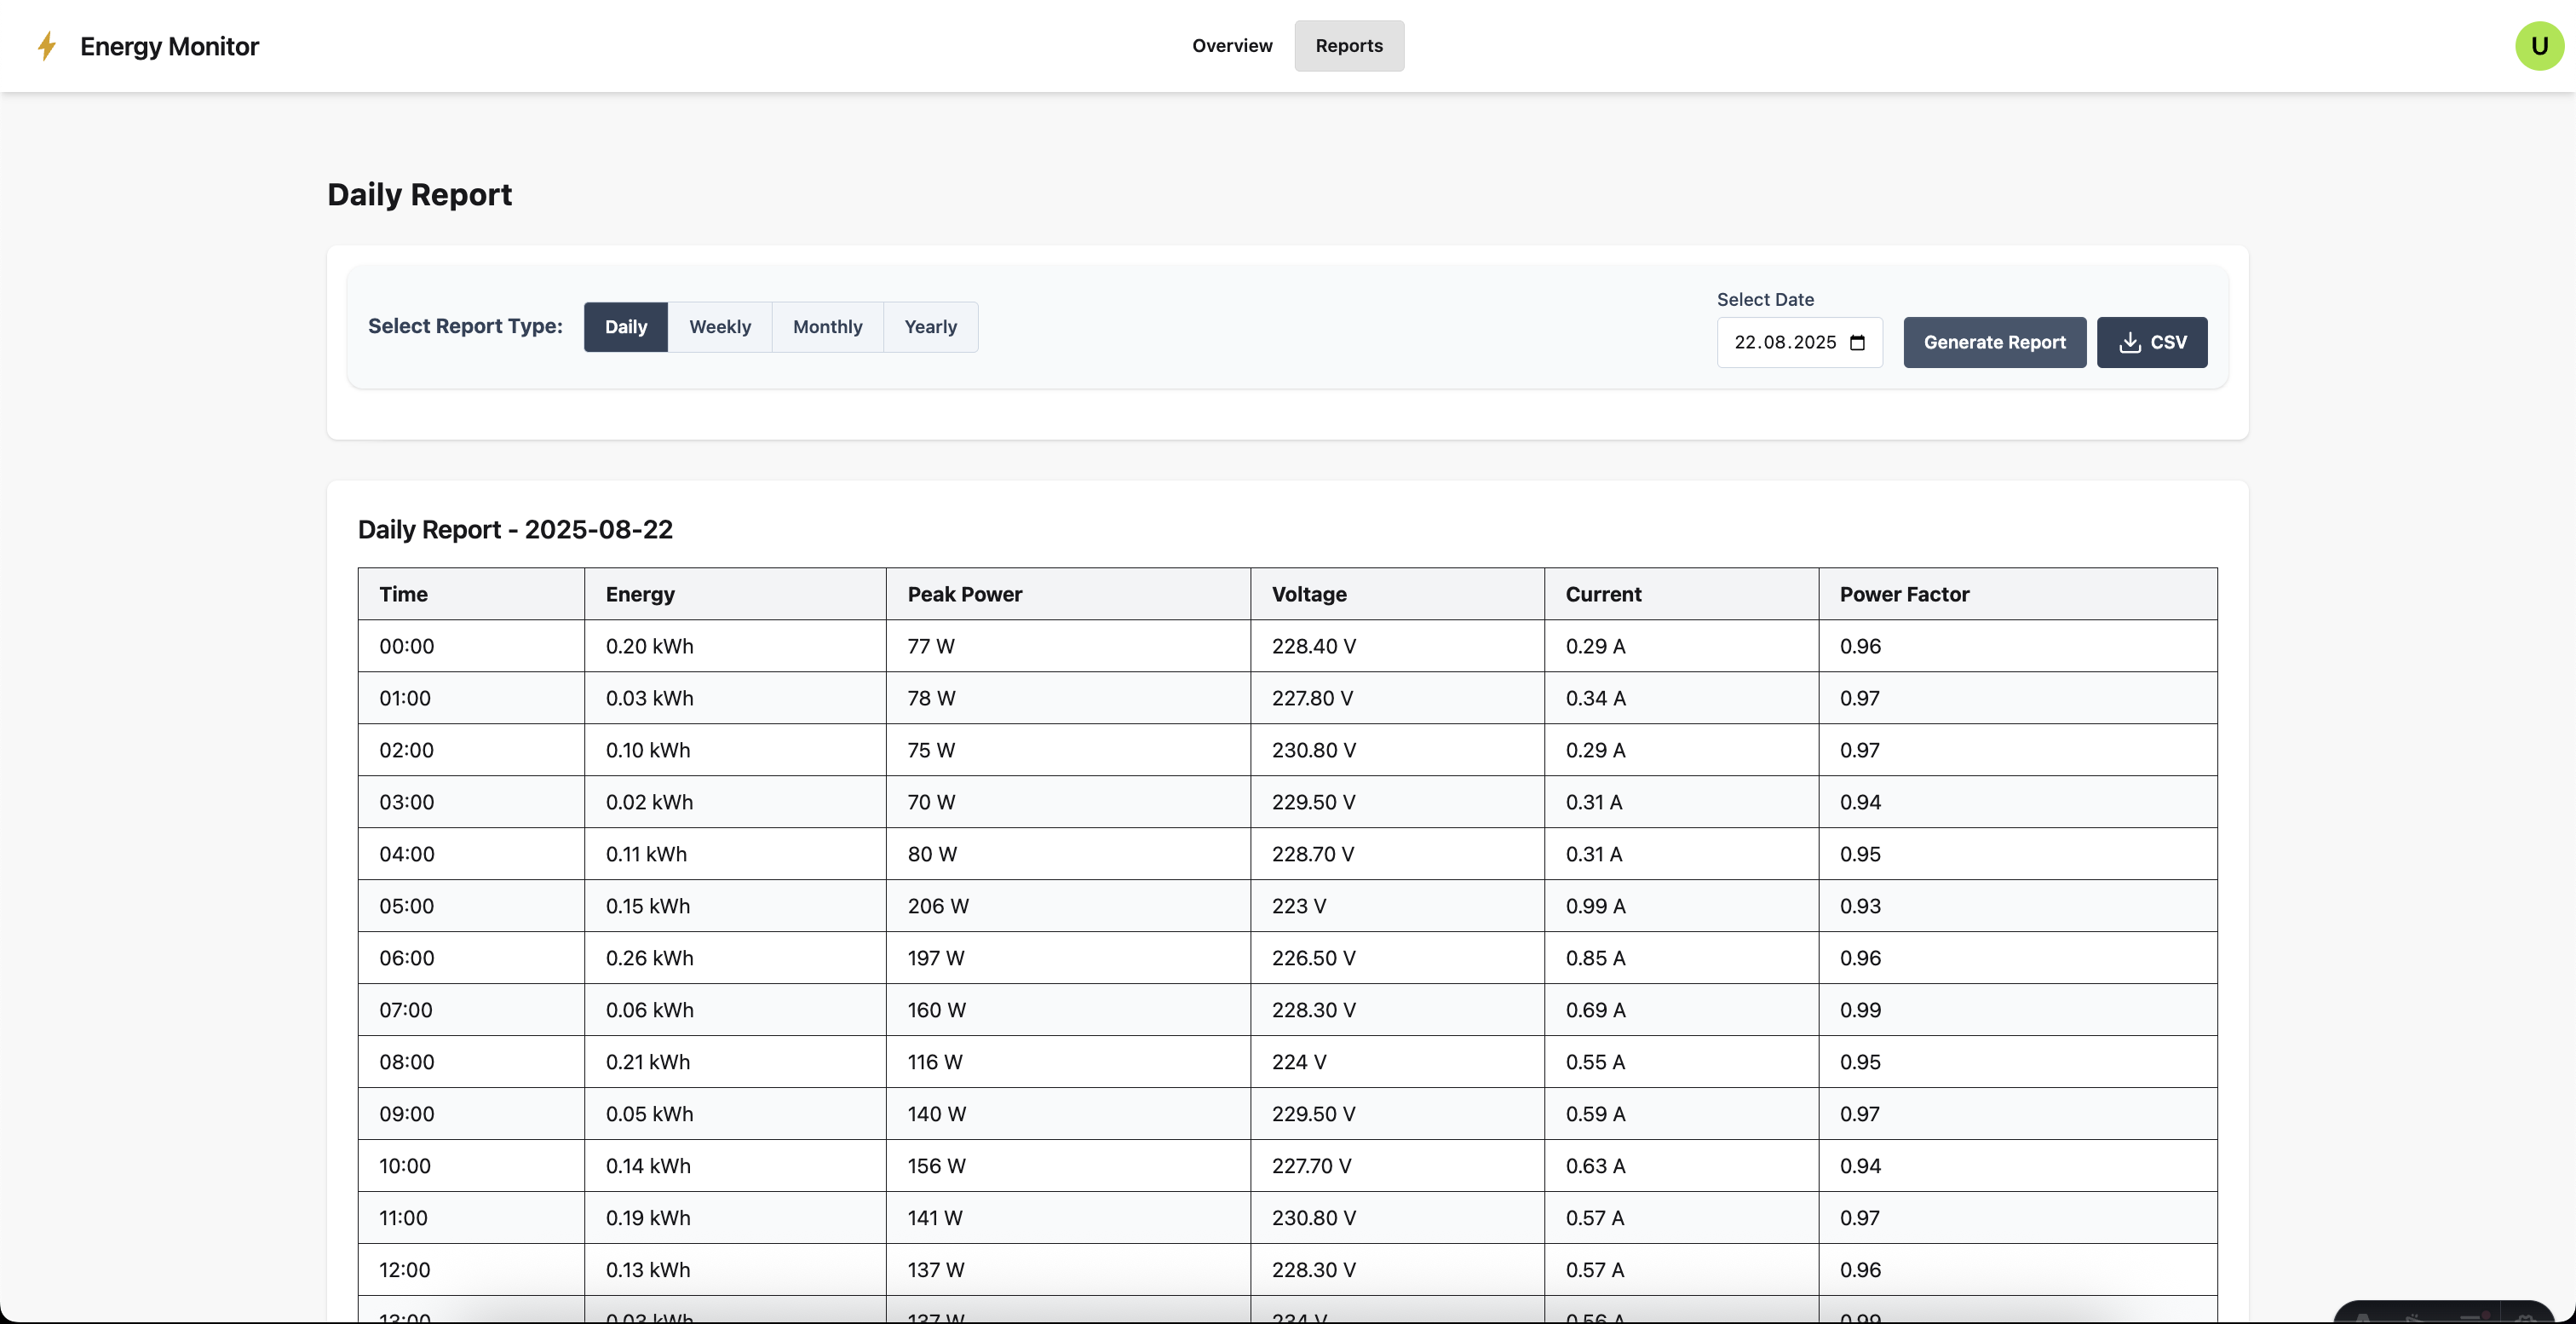 Energy Monitor
Overview
Reports
U
Daily Report
Select Report Type:
Daily
Weekly
Monthly
Yearly
Select Date
22.08.2025
Generate Report
CSV
Daily Report - 2025-08-22
Time Energy Peak Power Voltage Current Power Factor
00:00 0.20 kWh 77 W 228.40 V 0.29 A 0.96
01:00 0.03 kWh 78 W 227.80 V 0.34 A 0.97
02:00 0.10 kWh 75 W 230.80 V 0.29 A 0.97
03:00 0.02 kWh 70 W 229.50 V 0.31 A 0.94
04:00 0.11 kWh 80 W 228.70 V 0.31 A 0.95
05:00 0.15 kWh 206 W 223 V 0.99 A 0.93
06:00 0.26 kWh 197 W 226.50 V 0.85 A 0.96
07:00 0.06 kWh 160 W 228.30 V 0.69 A 0.99
08:00 0.21 kWh 116 W 224 V 0.55 A 0.95
09:00 0.05 kWh 140 W 229.50 V 0.59 A 0.97
10:00 0.14 kWh 156 W 227.70 V 0.63 A 0.94
11:00 0.19 kWh 141 W 230.80 V 0.57 A 0.97
12:00 0.13 kWh 137 W 228.30 V 0.57 A 0.96